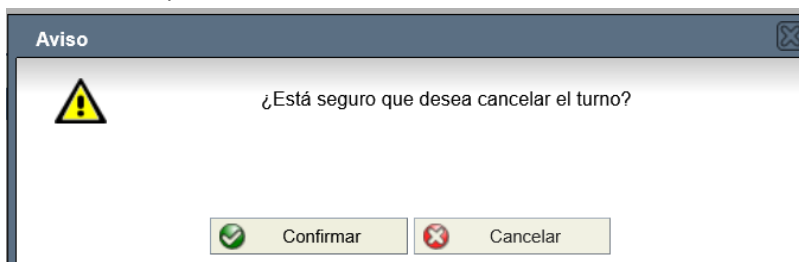 Aviso
¿Está seguro que desea cancelar el turno?
Confirmar
Cancelar